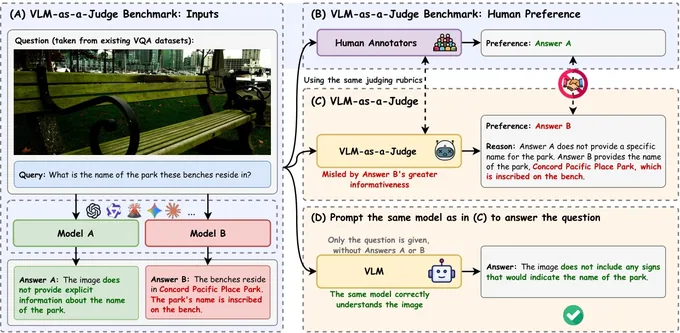 (A) VLM-as-a-Judge Benchmark: Inputs
Question (taken from existing VQA datasets):
Query: What is the name of the park these benches reside in?
...
Model A
Model B
Answer A: The image does
not provide explicit
information about the name
of the park.
Answer B: The benches reside
in Concord Pacific Place Park.
The park's name is inscribed
on the bench.
(B) VLM-as-a-Judge Benchmark: Human Preference
Human Annotators
Preference: Answer A
Using the same judging rubrics
(C) VLM-as-a-Judge
VLM-as-a-Judge
Misled by Answer B's greater
informativeness
Preference: Answer B
Reason: Answer A does not provide a specific
name for the park. Answer B provides the name
of the park, Concord Pacific Place Park, which
is inscribed on the bench.
(D) Prompt the same model as in (C) to answer the question
Only the question is given,
without Answers A or B
VLM
The same model correctly
understands the image
Answer: The image does not include any signs
that would indicate the name of the park.